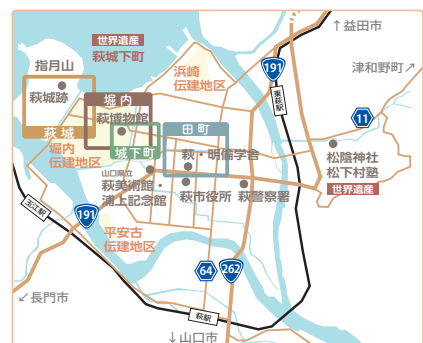 ↑益田市
世界遺産
萩城下町
指月山
浜崎
伝建地区
191
津和野町↗
東萩駅
萩城跡
堀内
萩博物館
11
田町
萩城
城下町
堀内
伝建地区
萩・明倫学舎
松陰神社
松下村塾
世界遺産
山口県立
萩美術館・
浦上記念館
萩市役所
萩警察署
玉江駅
191
平安古
伝建地区
64
262
↙長門市
萩駅
↓山口市